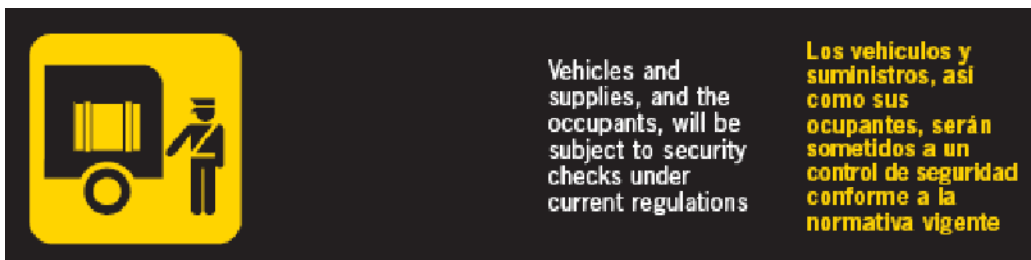 Vehicles and
supplies, and the
occupants, will be
subject to security
checks under
current regulations
Los vehículos y
suministros, así
como sus
ocupantes, serán
sometidos a un
control de seguridad
conforme a la
normativa vigente